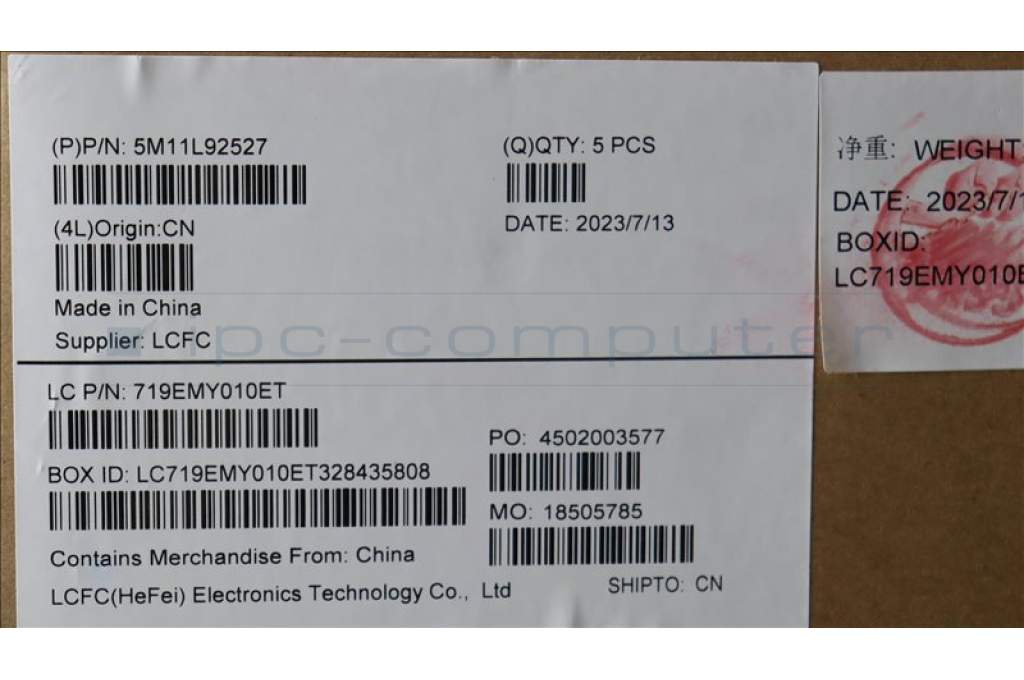 (P)P/N: 5M11L92527
(Q)QTY: 5 PCS
(4L)Origin:CN
DATE: 2023/7/13
Made in China
Supplier: LCFC
ipc-computer
LC P/N: 719EMY010ET
PO: 4502003577
BOX ID: LC719EMY010ET328435808
MO: 18505785
Contains Merchandise From: China
LCFC(HeFei) Electronics Technology Co., Ltd
SHIPTO: CN
净重: WEIGHT
DATE: 2023/7/1
BOXID:
LC719EMY010E